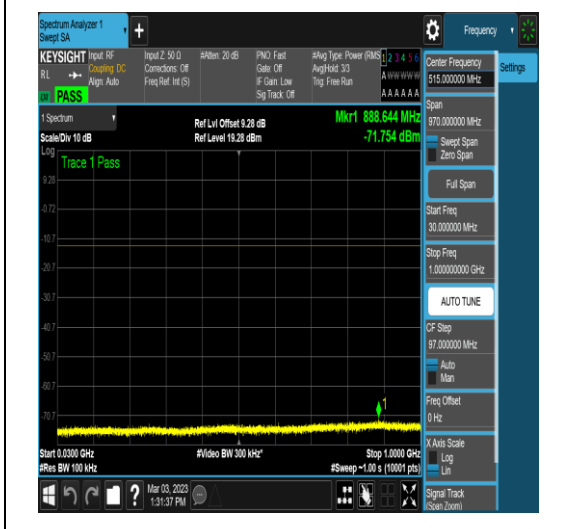 Spectrum Analyzer 1
Swept SA
+
Frequency
KEYSIGHT
RL
Input: RF
Coupling: DC
Align: Auto
Input Z: 50 Ω
Corrections: Off
Freq Ref: Int (S)
#Atten: 20 dB
PNO: Fast
Gate: Off
IF Gain: Low
Sig Track: Off
#Avg Type: Power (RMS)
Avg|Hold: 3/3
Trig: Free Run
1 2 3 4 5 6
A W W W W W
A A A A A A
PASS
1 Spectrum
Scale/Div 10 dB
Ref Lvl Offset 9.28 dB
Ref Level 19.28 dBm
Mkr1 888.644 MHz
-71.754 dBm
Log
Trace 1 Pass
9.28
-0.72
-10.7
-20.7
-30.7
-40.7
-50.7
-60.7
-70.7
1
Start 0.0300 GHz
#Res BW 100 kHz
#Video BW 300 kHz*
Stop 1.0000 GHz
#Sweep ~1.00 s (10001 pts)
Mar 03, 2023
1:31:37 PM
Center Frequency
515.000000 MHz
Settings
Span
970.000000 MHz
Swept Span
Zero Span
Full Span
Start Freq
30.000000 MHz
Stop Freq
1.000000000 GHz
AUTO TUNE
CF Step
97.000000 MHz
Auto
Man
Freq Offset
0 Hz
X Axis Scale
Log
Lin
Signal Track
(Span Zoom)